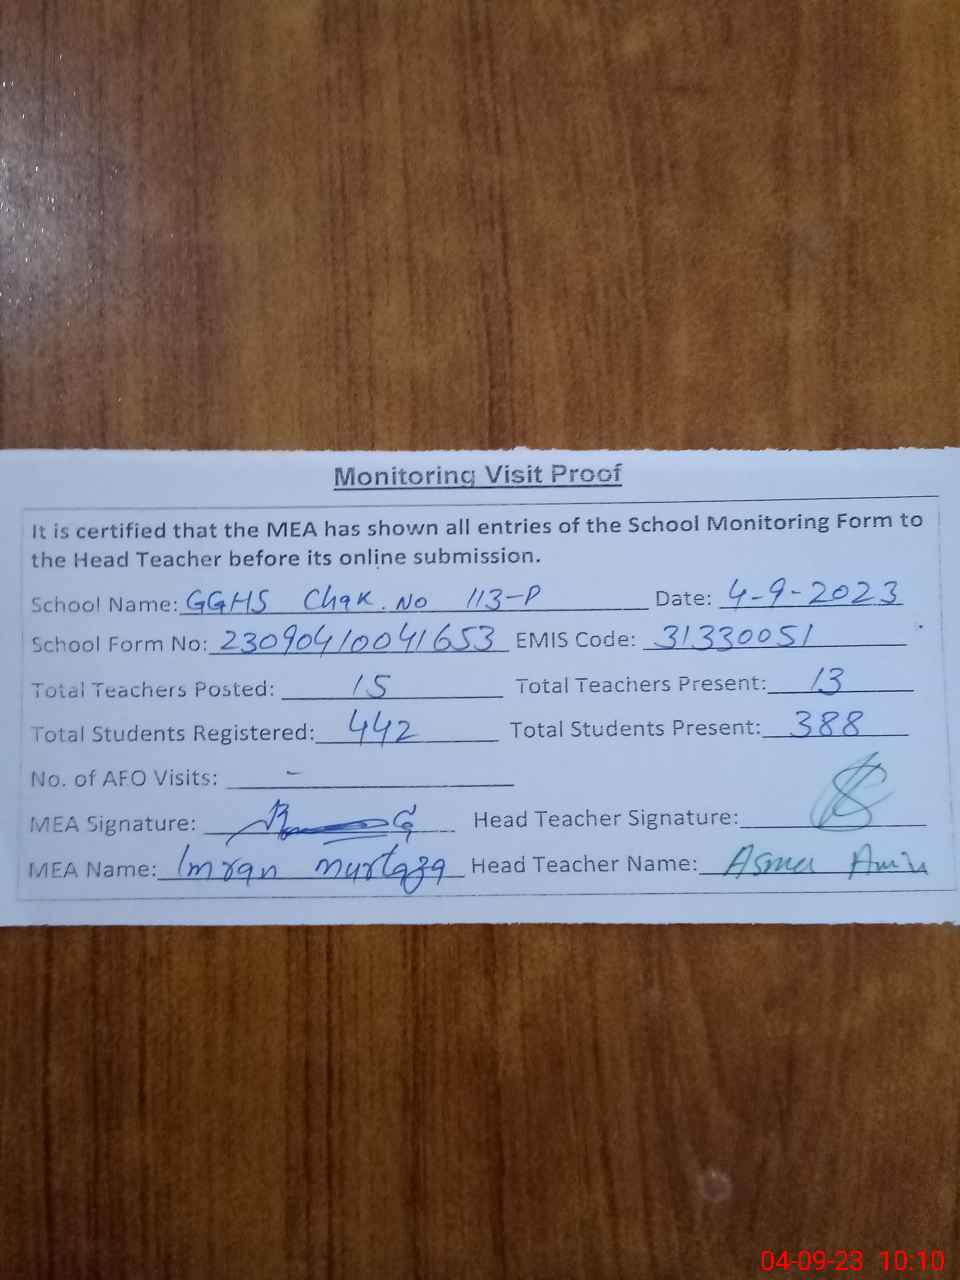 Monitoring Visit Proof
It is certified that the MEA has shown all entries of the School Monitoring Form to
the Head Teacher before its online submission.
School Name: GGHS Chak. No 113-P Date: 4-9-2023
School Form No: 23090410041653 EMIS Code: 31330051
Total Teachers Posted: 15 Total Teachers Present: 13
Total Students Registered: 442 Total Students Present: 388
No. of AEO Visits: -
MEA Signature: Head Teacher Signature:
MEA Name: Imran murtaza Head Teacher Name: Asma Amin
04-09-23 10:10